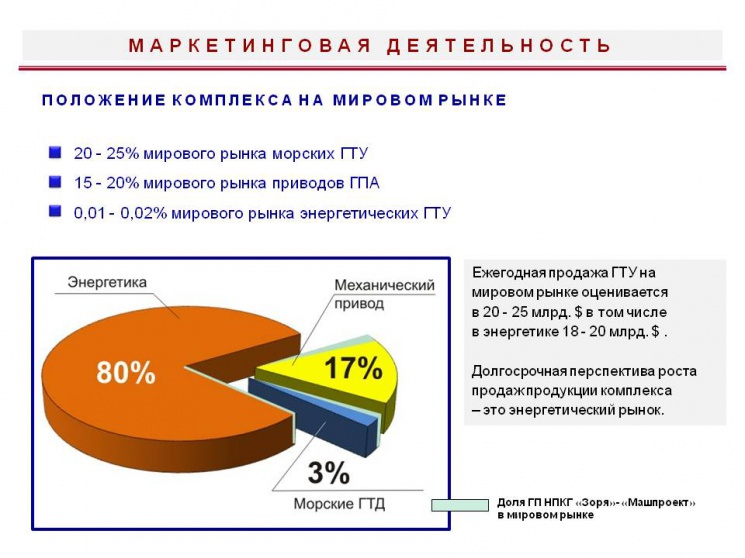 МАРКЕТИНГОВАЯ ДЕЯТЕЛЬНОСТЬ
ПОЛОЖЕНИЕ КОМПЛЕКСА НА МИРОВОМ РЫНКЕ
20 - 25% мирового рынка морских ГТУ
15 - 20% мирового рынка приводов ГПА
0,01 - 0,02% мирового рынка энергетических ГТУ
Энергетика
Механический
привод
80%
17%
3%
Морские ГТД
Ежегодная продажа ГТУ на
мировом рынке оценивается
в 20 - 25 млрд. $ в том числе
в энергетике 18 - 20 млрд. $ .
Долгосрочная перспектива роста
продаж продукции комплекса
– это энергетический рынок.
Доля ГП НПКГ «Зоря»- «Машпроект»
в мировом рынке